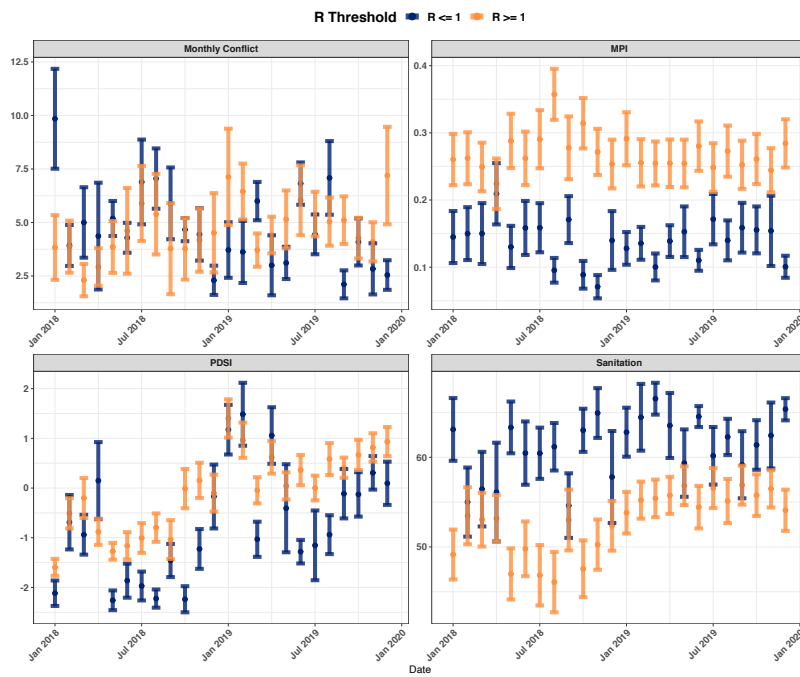 R Threshold R <= 1 R >= 1
Monthly Conflict
12.5
10.0
7.5
5.0
2.5
Jan 2018
Jul 2018
Jan 2019
Jul 2019
Jan 2020
MPI
0.4
0.3
0.2
0.1
Jan 2018
Jul 2018
Jan 2019
Jul 2019
Jan 2020
PDSI
2
1
0
-1
-2
Jan 2018
Jul 2018
Jan 2019
Jul 2019
Jan 2020
Sanitation
60
50
Jan 2018
Jul 2018
Jan 2019
Jul 2019
Jan 2020
Date